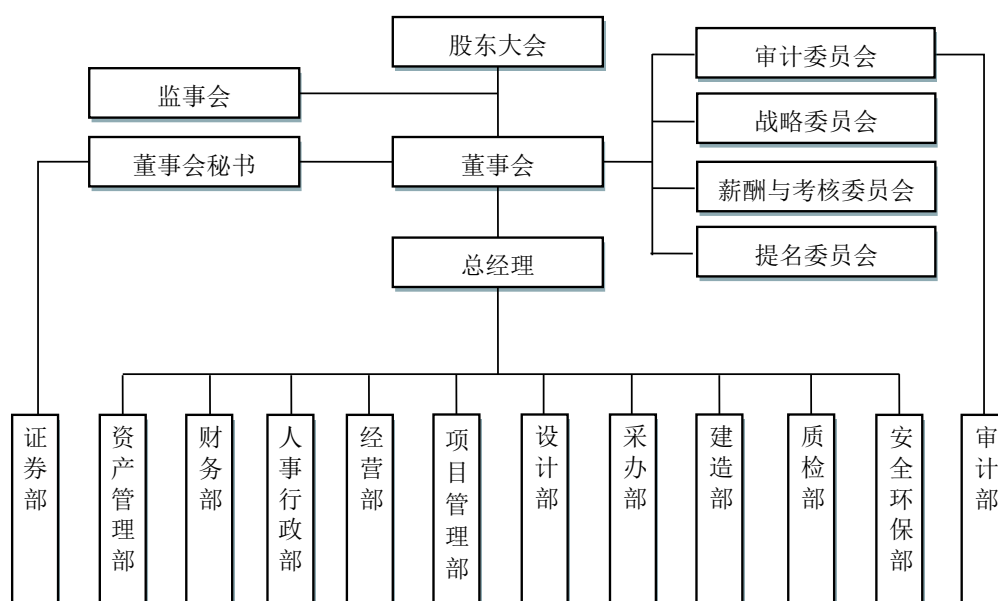 股东大会
审计委员会
监事会
战略委员会
董事会秘书
董事会
薪酬与考核委员会
总经理
提名委员会
证券部
资产管理部
财务部
人事行政部
经营部
项目管理部
设计部
采办部
建造部
质检部
安全环保部
审计部